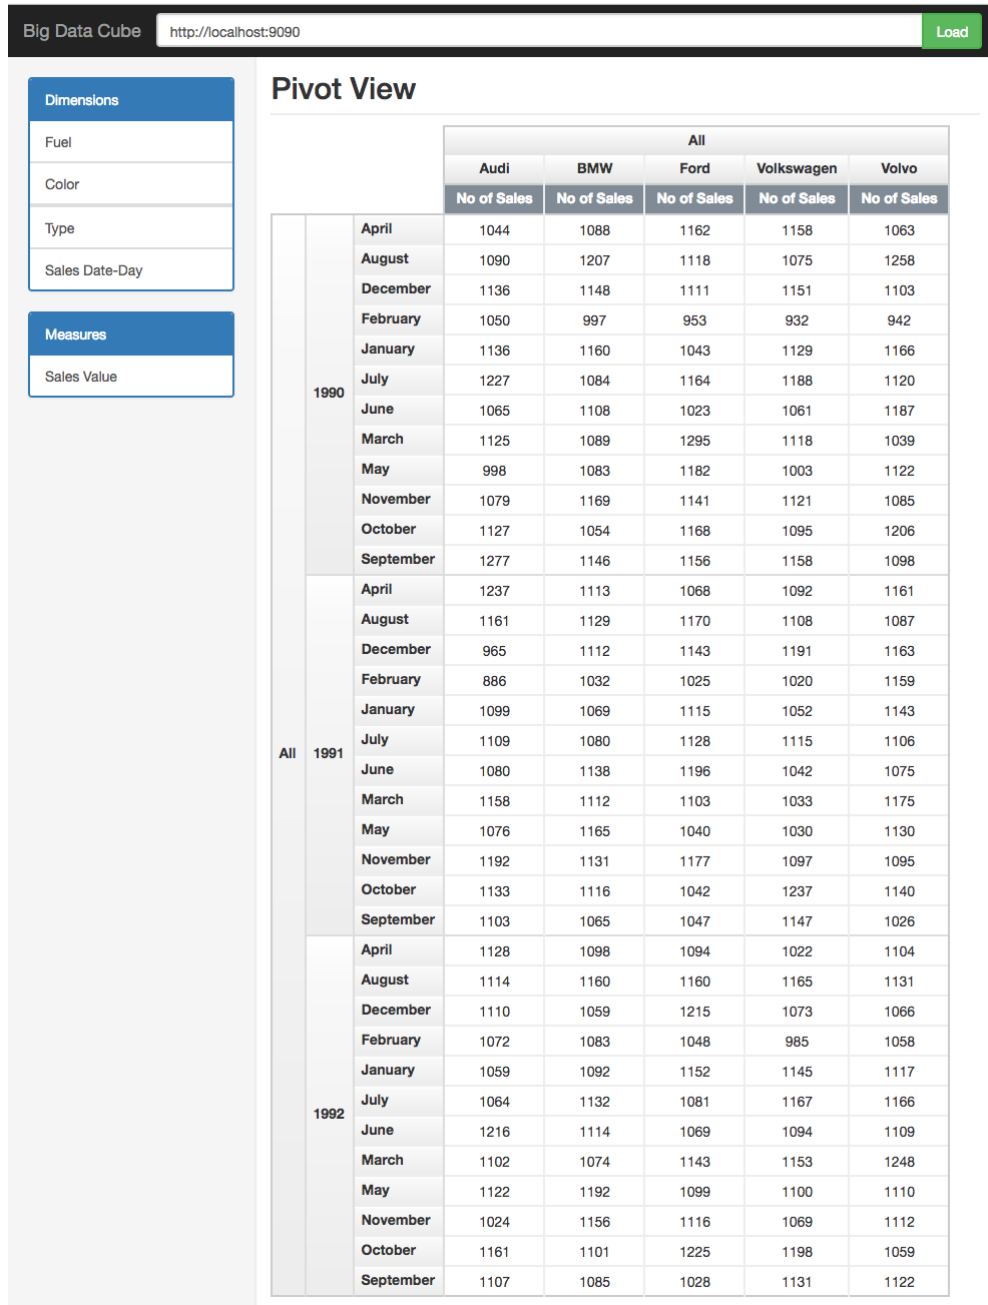 Big Data Cube http://localhost:9090 Load
Dimensions
Fuel
Color
Type
Sales Date-Day
Measures
Sales Value
Pivot View
All
Audi BMW Ford Volkswagen Volvo
No of Sales No of Sales No of Sales No of Sales No of Sales
All
1990
April 1044 1088 1162 1158 1063
August 1090 1207 1118 1075 1258
December 1136 1148 1111 1151 1103
February 1050 997 953 932 942
January 1136 1160 1043 1129 1166
July 1227 1084 1164 1188 1120
June 1065 1108 1023 1061 1187
March 1125 1089 1295 1118 1039
May 998 1083 1182 1003 1122
November 1079 1169 1141 1121 1085
October 1127 1054 1168 1095 1206
September 1277 1146 1156 1158 1098
1991
April 1237 1113 1068 1092 1161
August 1161 1129 1170 1108 1087
December 965 1112 1143 1191 1163
February 886 1032 1025 1020 1159
January 1099 1069 1115 1052 1143
July 1109 1080 1128 1115 1106
June 1080 1138 1196 1042 1075
March 1158 1112 1103 1033 1175
May 1076 1165 1040 1030 1130
November 1192 1131 1177 1097 1095
October 1133 1116 1042 1237 1140
September 1103 1065 1047 1147 1026
1992
April 1128 1098 1094 1022 1104
August 1114 1160 1160 1165 1131
December 1110 1059 1215 1073 1066
February 1072 1083 1048 985 1058
January 1059 1092 1152 1145 1117
July 1064 1132 1081 1167 1166
June 1216 1114 1069 1094 1109
March 1102 1074 1143 1153 1248
May 1122 1192 1099 1100 1110
November 1024 1156 1116 1069 1112
October 1161 1101 1225 1198 1059
September 1107 1085 1028 1131 1122